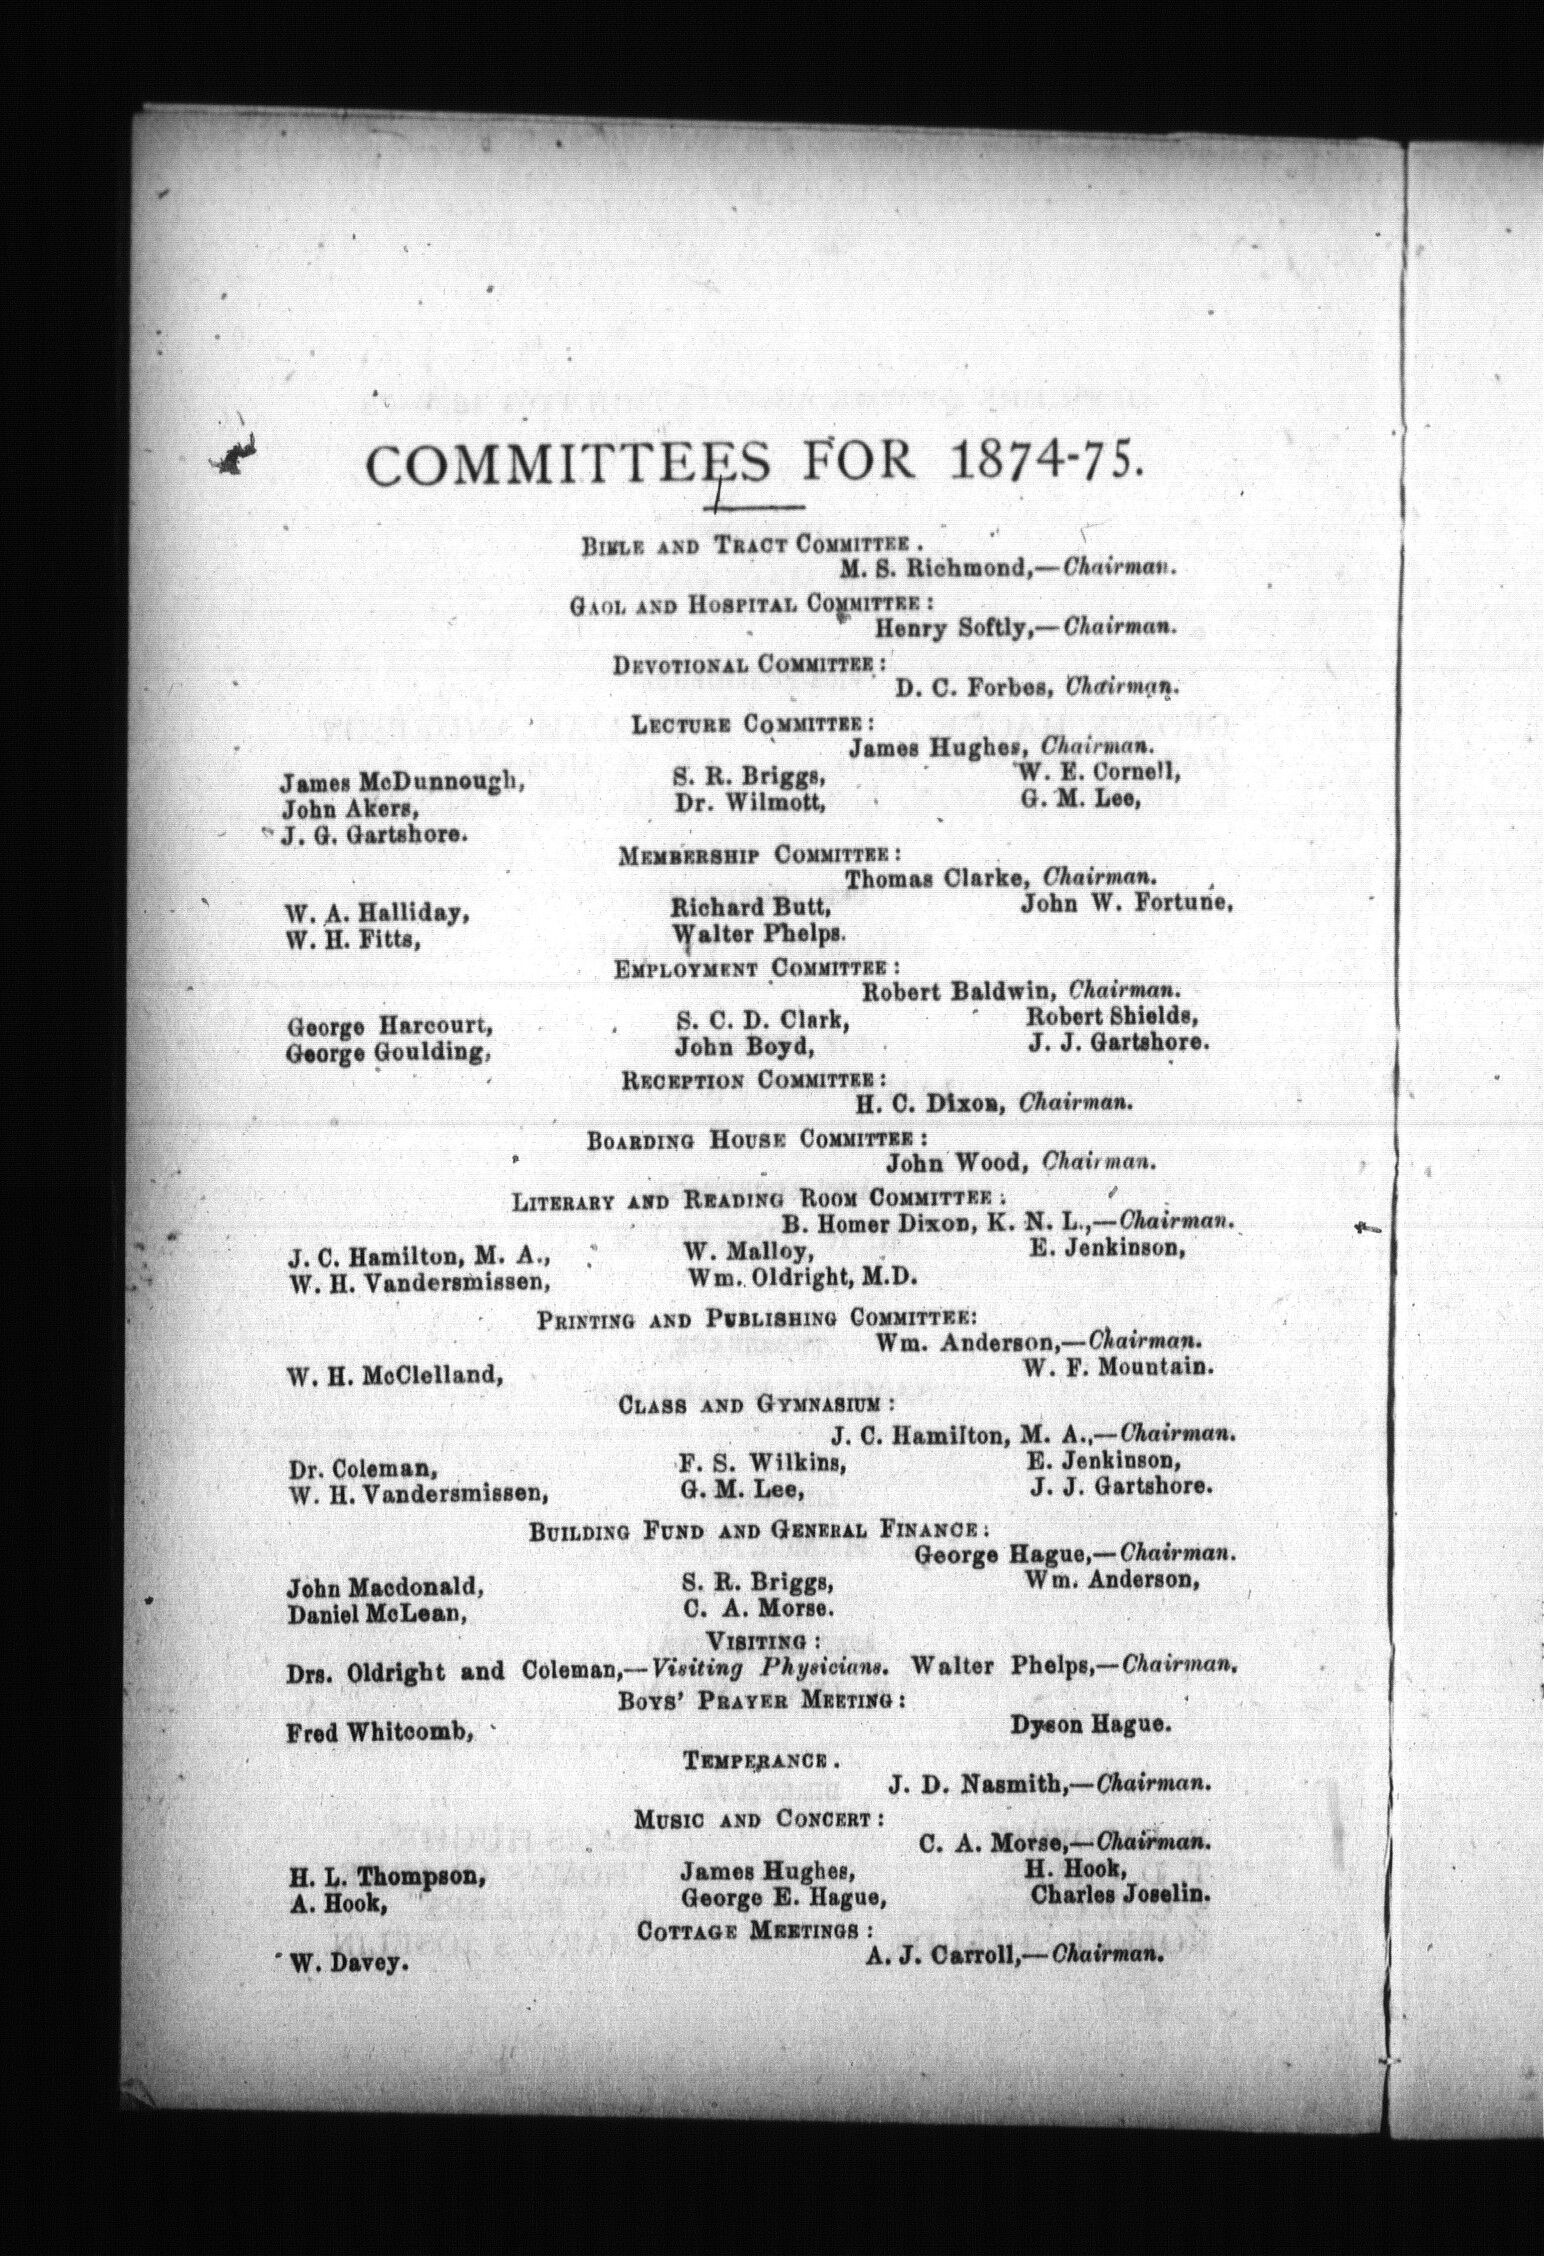 COMMITTEES FOR 1874-75.
BIBLE AND TRACT COMMITTEE.
M. S. Richmond,—Chairman.
GAOL AND HOSPITAL COMMITTEE:
Henry Softly,—Chairman.
DEVOTIONAL COMMITTEE:
D. C. Forbes, Chairman.
LECTURE COMMITTEE:
James Hughes, Chairman.
James McDunnough, S. R. Briggs, W. E. Cornell,
John Akers, Dr. Wilmott, G. M. Lee,
J. G. Gartshore.
MEMBERSHIP COMMITTEE:
Thomas Clarke, Chairman.
W. A. Halliday, Richard Butt, John W. Fortune,
W. H. Fitts, Walter Phelps.
EMPLOYMENT COMMITTEE:
Robert Baldwin, Chairman.
George Harcourt, S. C. D. Clark, Robert Shields,
George Goulding, John Boyd, J. J. Gartshore.
RECEPTION COMMITTEE:
H. C. Dixon, Chairman.
BOARDING HOUSE COMMITTEE:
John Wood, Chairman.
LITERARY AND READING ROOM COMMITTEE:
B. Homer Dixon, K. N. L.,—Chairman.
J. C. Hamilton, M. A., W. Malloy, E. Jenkinson,
W. H. Vandersmissen, Wm. Oldright, M.D.
PRINTING AND PUBLISHING COMMITTEE:
Wm. Anderson,—Chairman.
W. H. McClelland, W. F. Mountain.
CLASS AND GYMNASIUM:
J. C. Hamilton, M. A.,—Chairman.
Dr. Coleman, F. S. Wilkins, E. Jenkinson,
W. H. Vandersmissen, G. M. Lee, J. J. Gartshore.
BUILDING FUND AND GENERAL FINANCE:
George Hague,—Chairman.
John Macdonald, S. R. Briggs, Wm. Anderson,
Daniel McLean, C. A. Morse.
VISITING:
Drs. Oldright and Coleman,—Visiting Physicians. Walter Phelps,—Chairman.
BOYS' PRAYER MEETING:
Fred Whitcomb, Dyson Hague.
TEMPERANCE.
J. D. Nasmith,—Chairman.
MUSIC AND CONCERT:
C. A. Morse,—Chairman.
H. L. Thompson, James Hughes, H. Hook,
A. Hook, George E. Hague, Charles Joselin.
COTTAGE MEETINGS:
A. J. Carroll,—Chairman.
W. Davey.